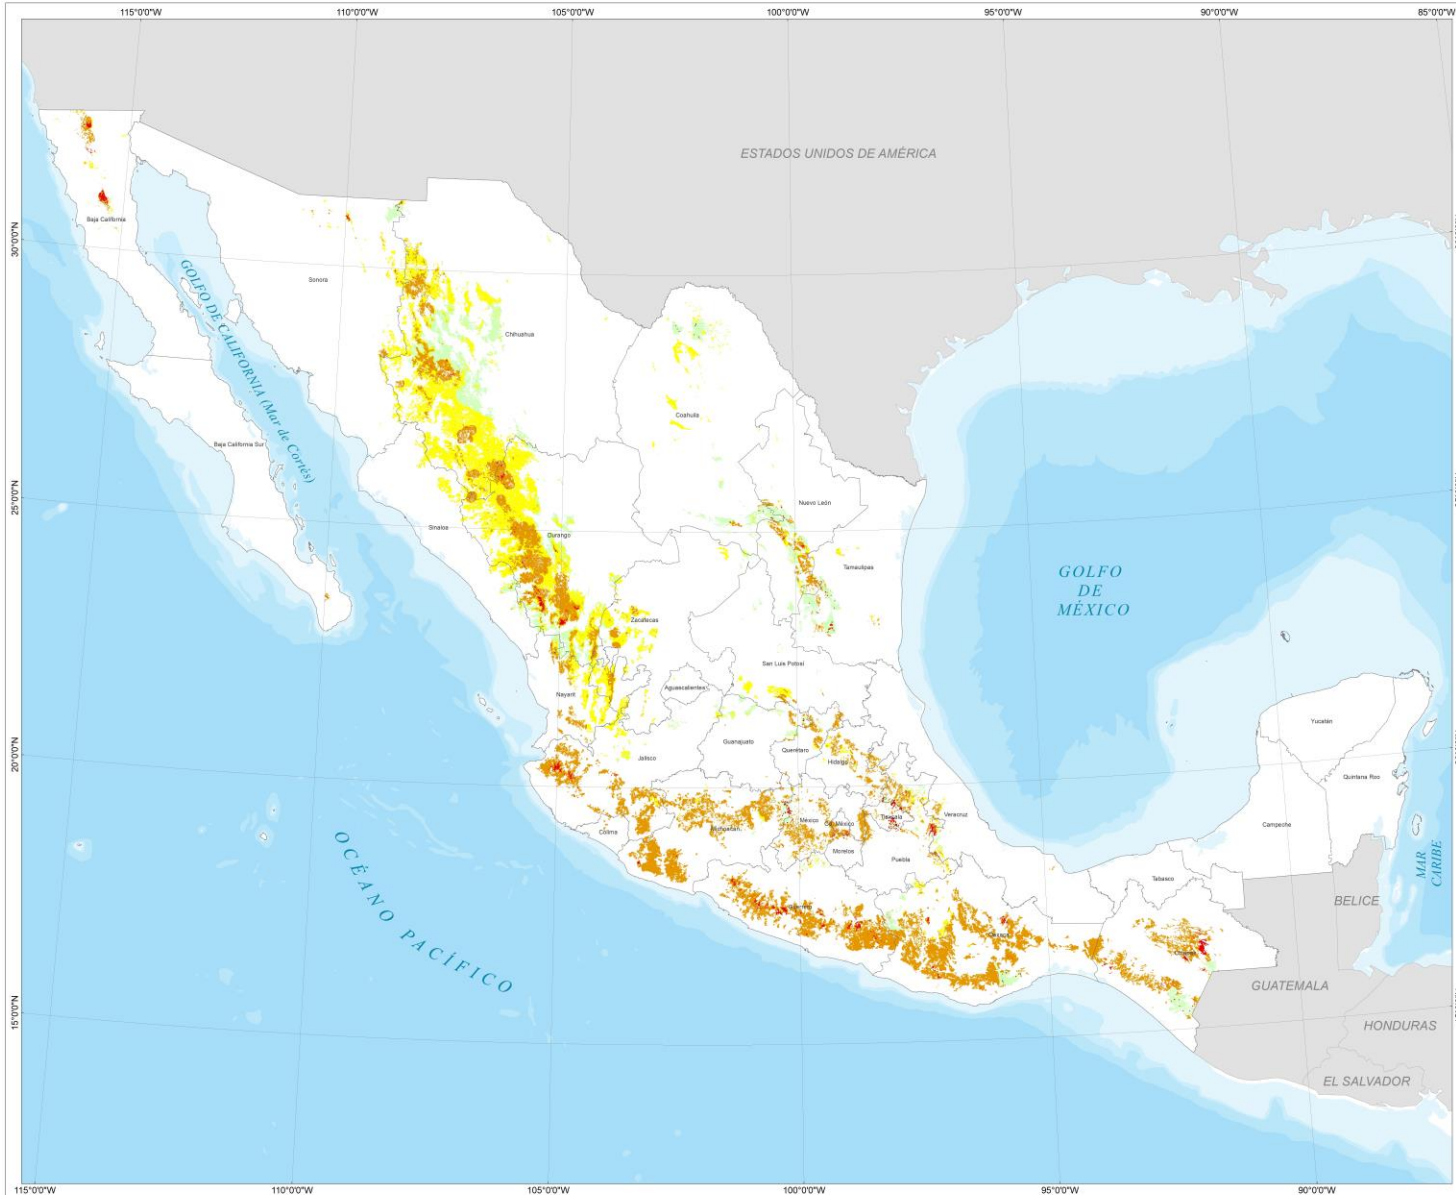 115°0'0"W
110°0'0"W
105°0'0"W
100°0'0"W
95°0'0"W
90°0'0"W
85°0'0"W
ESTADOS UNIDOS DE AMÉRICA
Baja California
30°0'0"N
Sonora
GOLFO DE CALIFORNIA (Mar de Cortés)
Chihuahua
Coahuila
Baja California Sur
25°0'0"N
Nuevo León
Sinaloa
Durango
Tamaulipas
GOLFO
DE
MÉXICO
Zacatecas
San Luis Potosí
Aguascalientes
Nayarit
Yucatán
20°0'0"N
Guanajuato
Querétaro
Jalisco
Hidalgo
Quintana Roo
México
Tlaxcala
Veracruz
Campeche
Colima
Michoacán
Morelos
Puebla
MAR
CARIBE
OCÉANO PACÍFICO
Tabasco
BELICE
Guerrero
Oaxaca
Chiapas
GUATEMALA
15°0'0"N
HONDURAS
EL SALVADOR
115°0'0"W
110°0'0"W
105°0'0"W
100°0'0"W
95°0'0"W
90°0'0"W